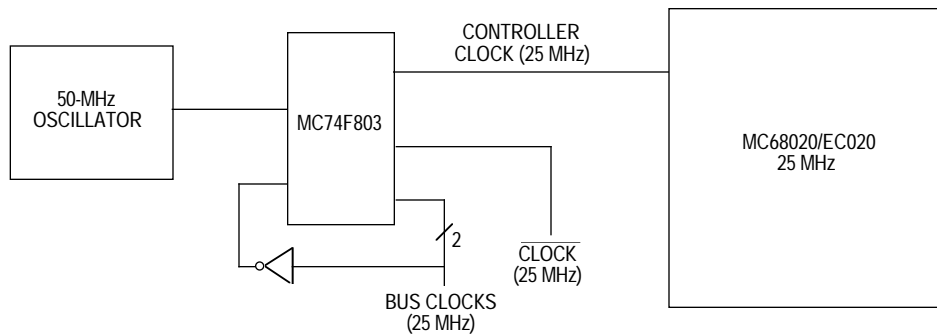 50-MHz
OSCILLATOR
MC74F803
CONTROLLER
CLOCK (25 MHz)
MC68020/EC020
25 MHz
2
CLOCK
(25 MHz)
BUS CLOCKS
(25 MHz)